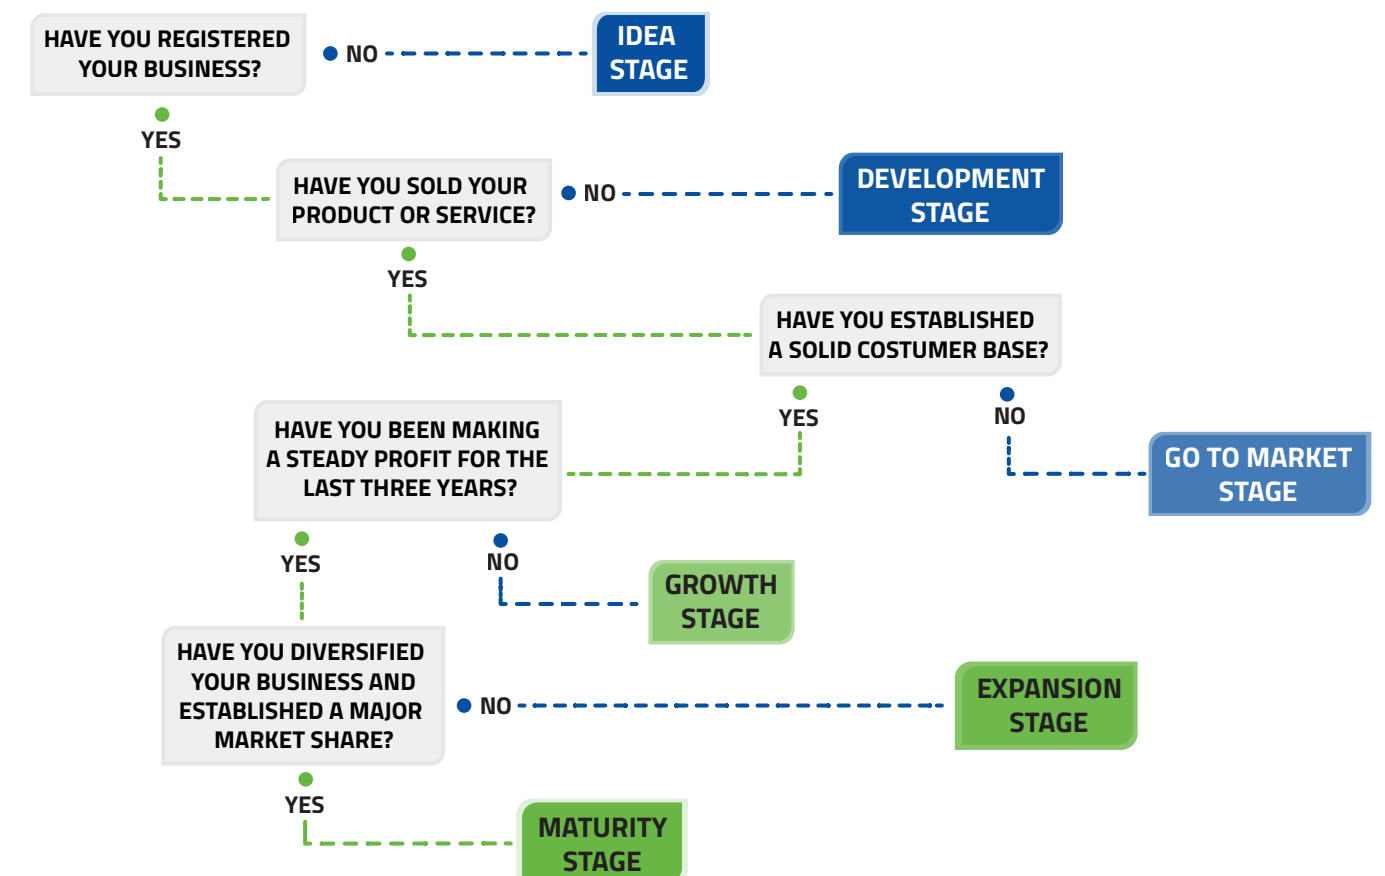 HAVE YOU REGISTERED
YOUR BUSINESS?
NO
IDEA
STAGE
YES
HAVE YOU SOLD YOUR
PRODUCT OR SERVICE?
NO
DEVELOPMENT
STAGE
YES
HAVE YOU ESTABLISHED
A SOLID COSTUMER BASE?
YES
NO
HAVE YOU BEEN MAKING
A STEADY PROFIT FOR THE
LAST THREE YEARS?
GO TO MARKET
STAGE
YES
NO
GROWTH
STAGE
HAVE YOU DIVERSIFIED
YOUR BUSINESS AND
ESTABLISHED A MAJOR
MARKET SHARE?
NO
EXPANSION
STAGE
YES
MATURITY
STAGE